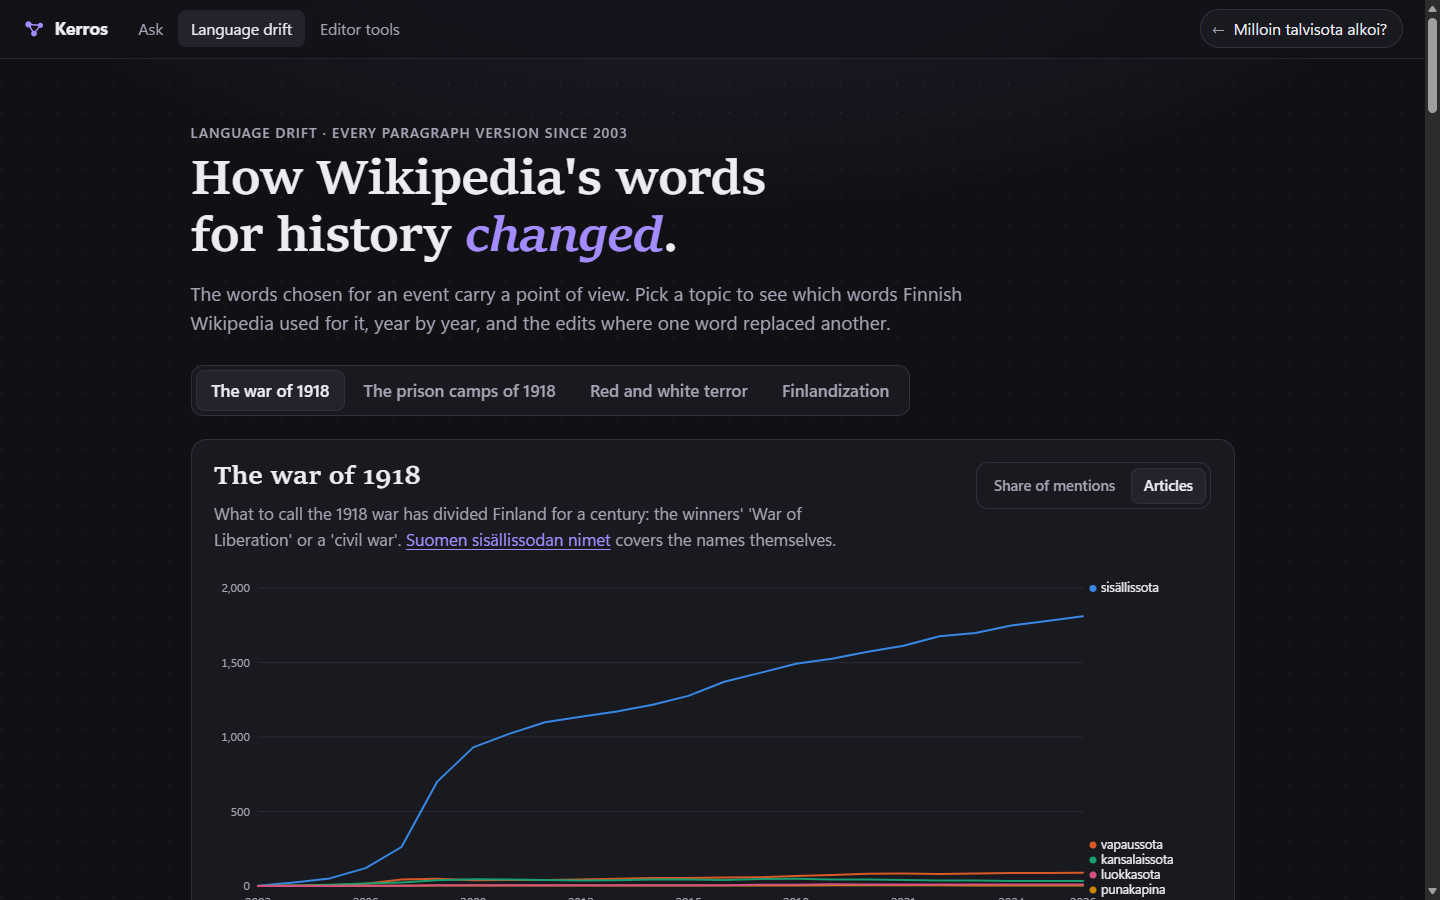 Kerros
Ask
Language drift
Editor tools
← Milloin talvisota alkoi?
LANGUAGE DRIFT · EVERY PARAGRAPH VERSION SINCE 2003
How Wikipedia's words
for history changed.
The words chosen for an event carry a point of view. Pick a topic to see which words Finnish
Wikipedia used for it, year by year, and the edits where one word replaced another.
The war of 1918
The prison camps of 1918
Red and white terror
Finlandization
The war of 1918
Share of mentions
Articles
What to call the 1918 war has divided Finland for a century: the winners' 'War of
Liberation' or a 'civil war'. Suomen sisällissodan nimet covers the names themselves.
2,000
1,500
1,000
500
0
sisällissota
vapaussota
kansalaissota
luokkasota
punakapina